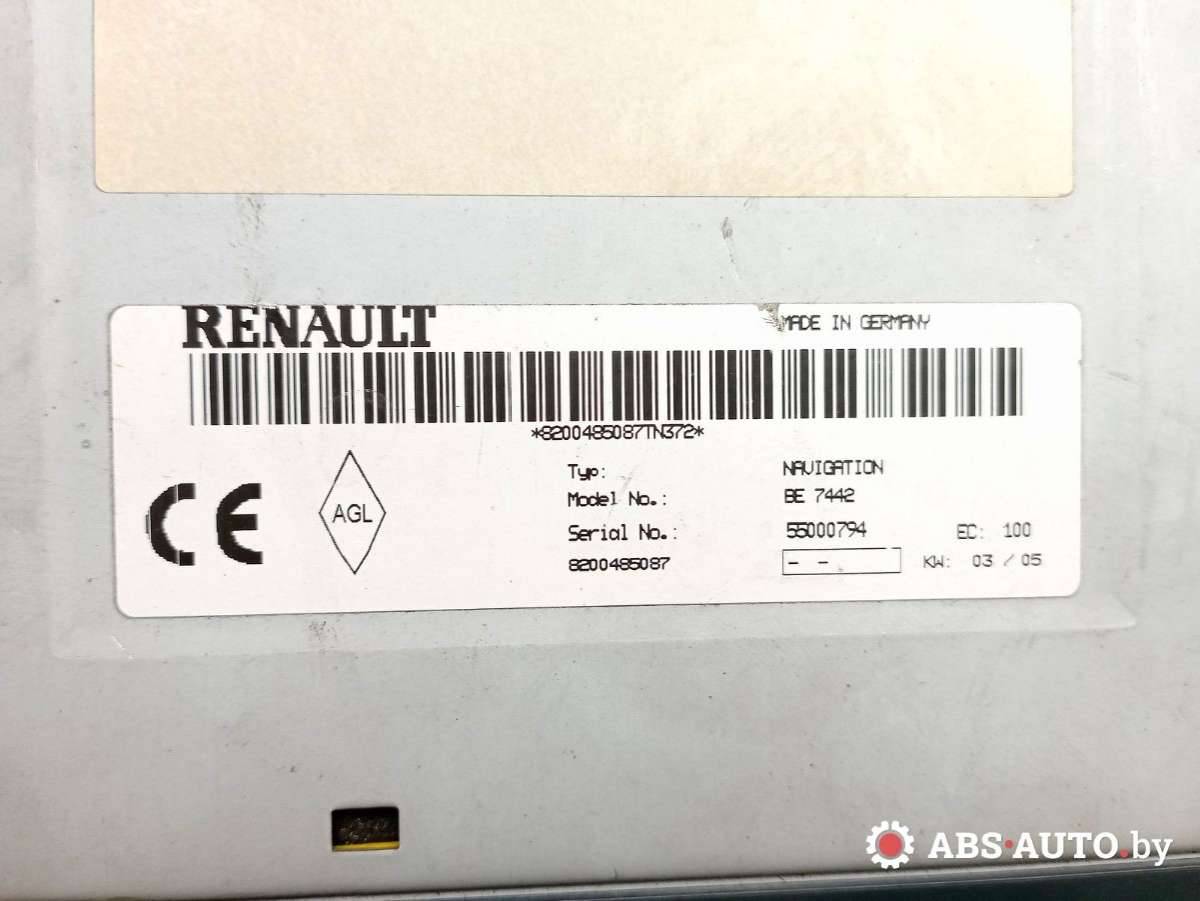 RENAULT
MADE IN GERMANY
*8200485087TN372*
Typ: NAVIGATION
Model No.: BE 7442
Serial No.: 55000794 EC: 100
8200485087 - - KW: 03 / 05
CE
AGL
ABS·AUTO.by